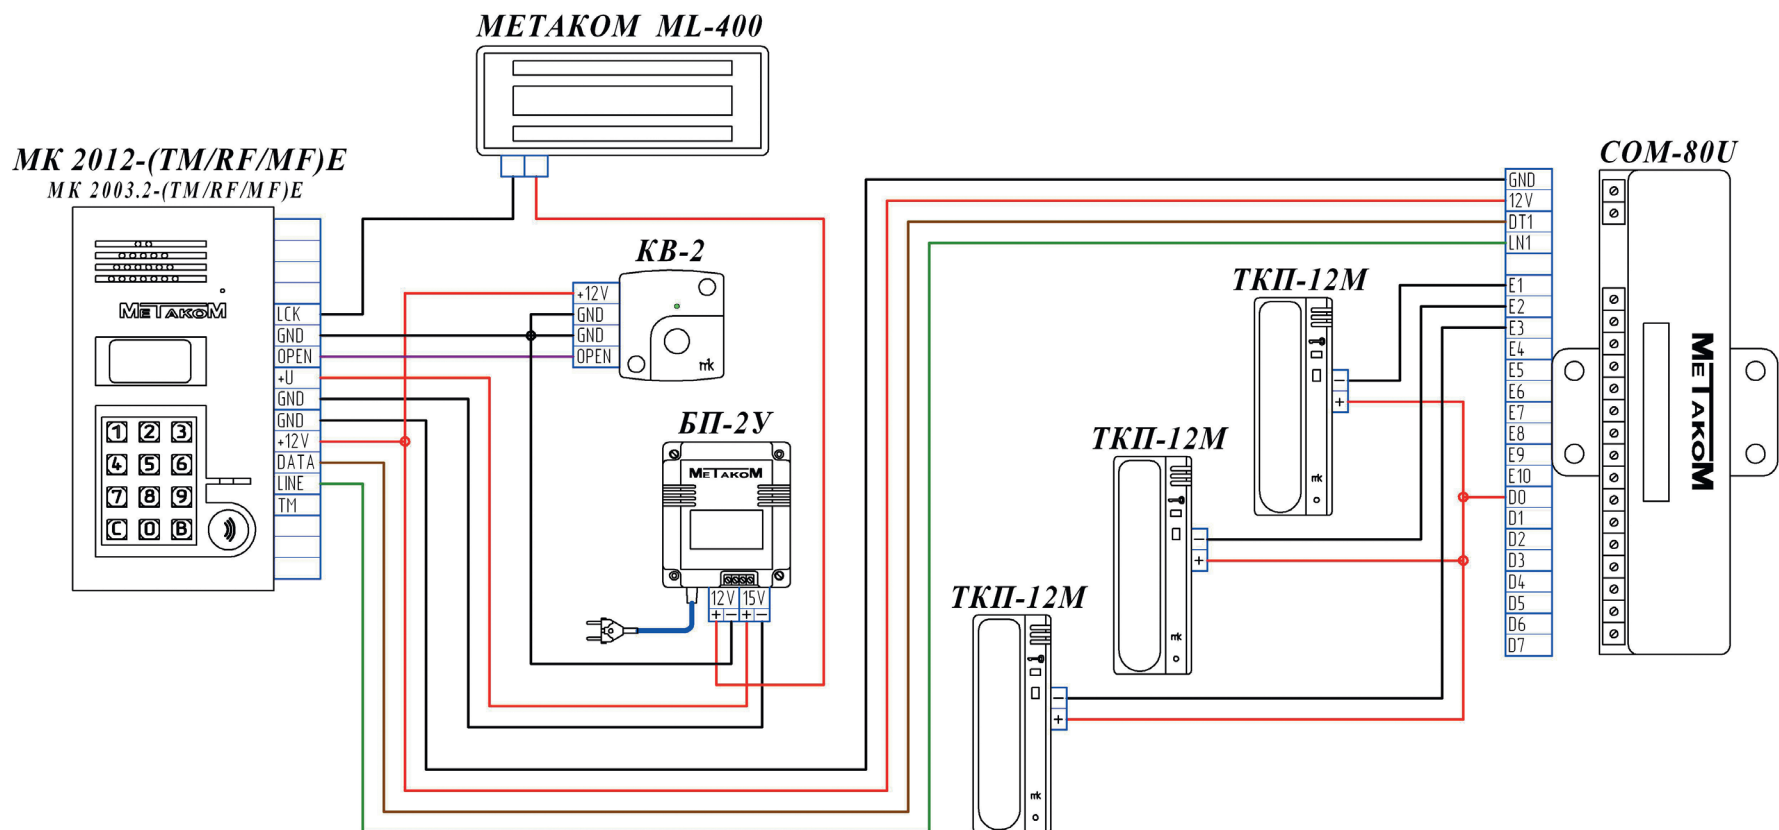 МЕТАКОМ ML-400
МК 2012-(TM/RF/MF)E
МК 2003.2-(TM/RF/MF)E
МЕТАКОМ
LCK
GND
OPEN
+U
GND
GND
+12V
DATA
LINE
TM
1 2 3
4 5 6
7 8 9
C 0 B
КВ-2
+12V
GND
GND
OPEN
mk
БП-2У
МЕТАКОМ
12V 15V
+ − + −
ТКП-12М
− 
+
mk
ТКП-12М
−
+
mk
ТКП-12М
−
+
mk
COM-80U
GND
12V
DT1
LN1
E1
E2
E3
E4
E5
E6
E7
E8
E9
E10
D0
D1
D2
D3
D4
D5
D6
D7
МЕТАКОМ